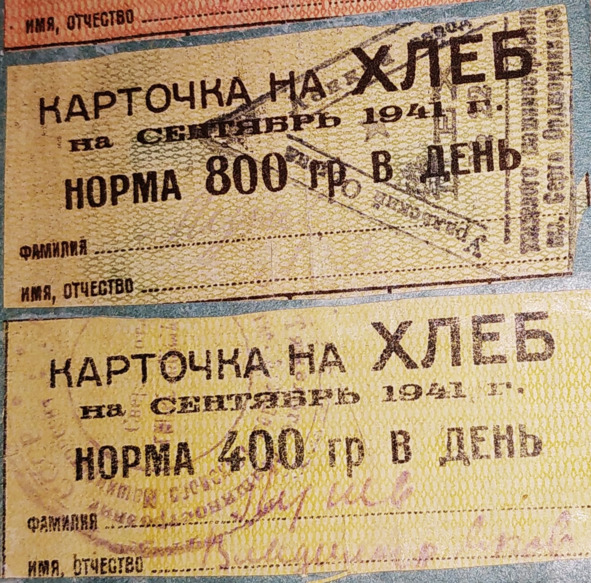 ИМЯ, ОТЧЕСТВО
КАРТОЧКА НА ХЛЕБ
на СЕНТЯБРЬ 1941 г.
НОРМА 800 гр В ДЕНЬ
ФАМИЛИЯ
ИМЯ, ОТЧЕСТВО
Уральский
КАРТОЧКА НА ХЛЕБ
на СЕНТЯБРЬ 1941 г.
НОРМА 400 гр В ДЕНЬ
ФАМИЛИЯ
ИМЯ, ОТЧЕСТВО